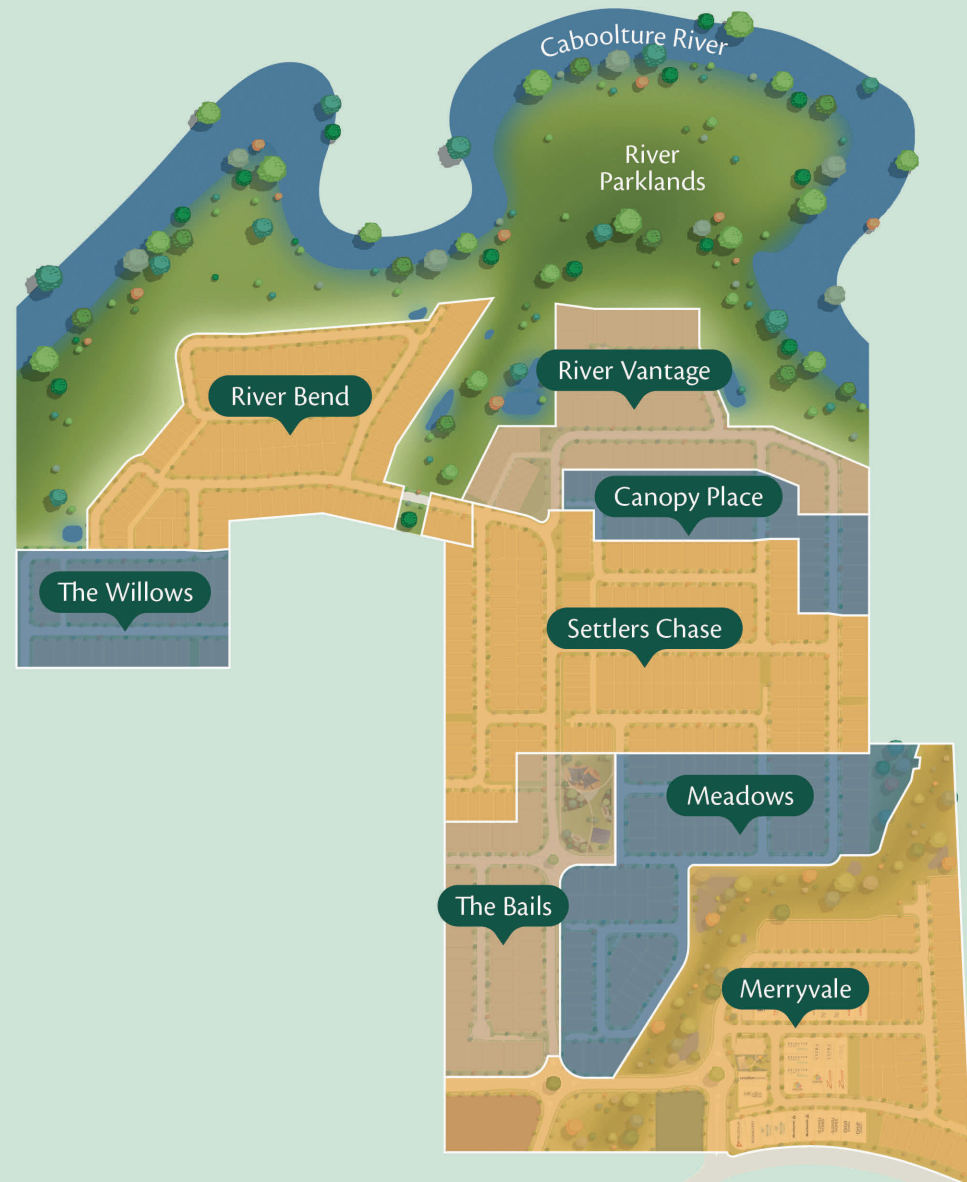 Caboolture River
River
Parklands
River Vantage
River Bend
Canopy Place
The Willows
Settlers Chase
Meadows
The Bails
Merryvale